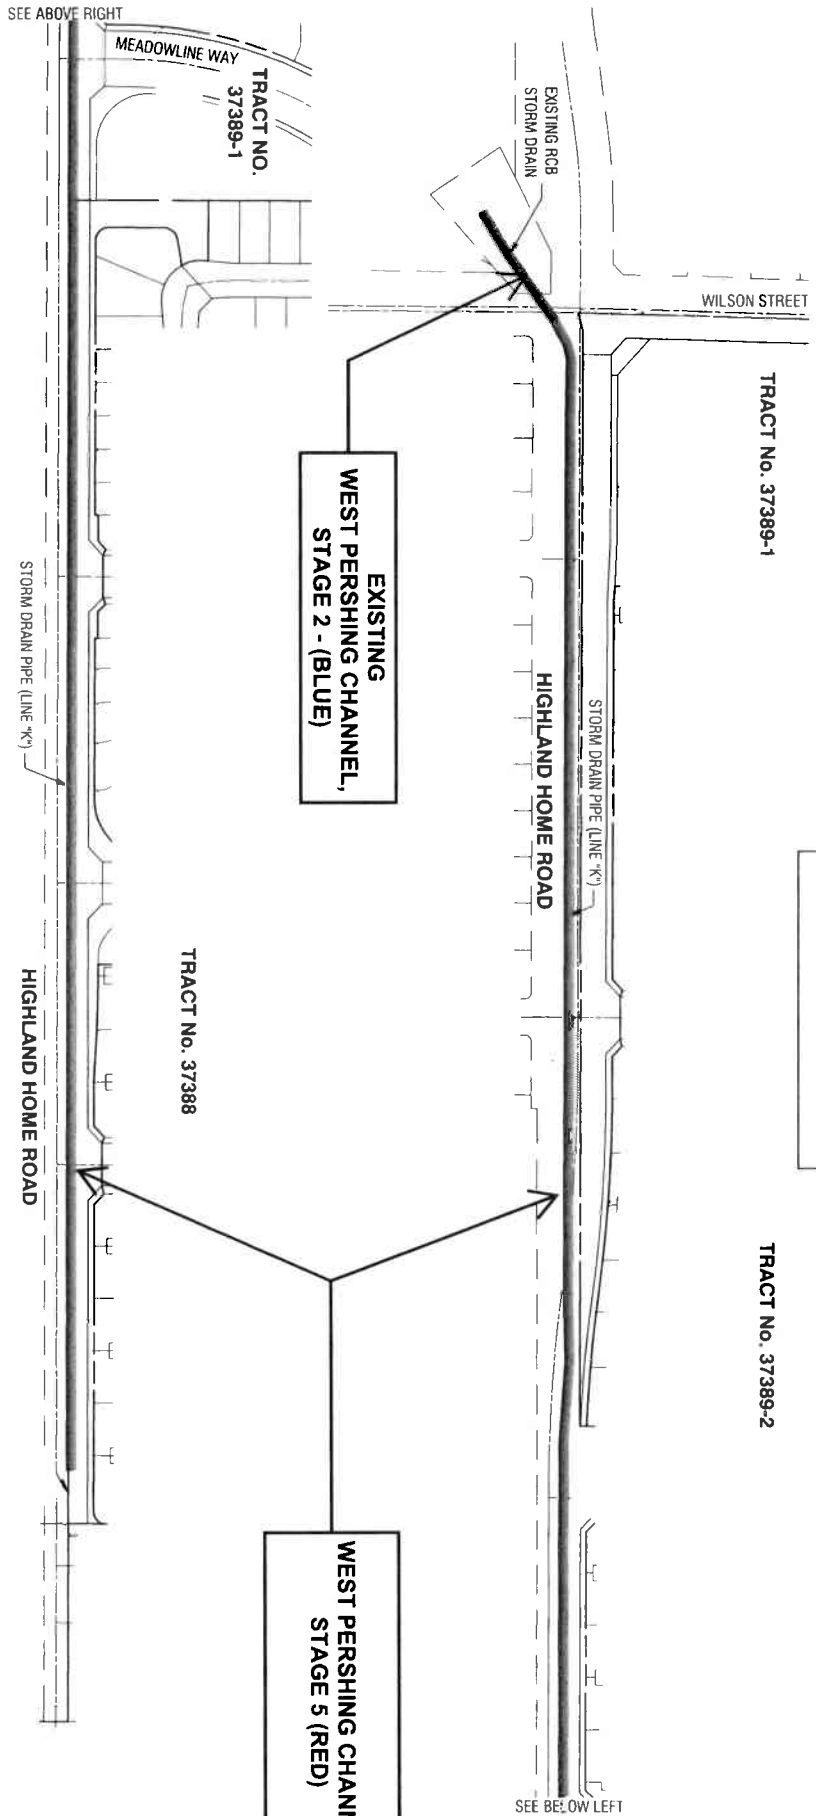 SEE ABOVE RIGHT
MEADOWLINE WAY
TRACT NO.
37389-1
EXISTING RCB
STORM DRAIN
WILSON STREET
TRACT No. 37389-1
EXISTING
WEST PERSHING CHANNEL,
STAGE 2 - (BLUE)
STORM DRAIN PIPE (LINE "K")
HIGHLAND HOME ROAD
STORM DRAIN PIPE (LINE "K")
TRACT No. 37388
HIGHLAND HOME ROAD
TRACT No. 37389-2
WEST PERSHING CHANN
STAGE 5 (RED)
SEE BELOW LEFT